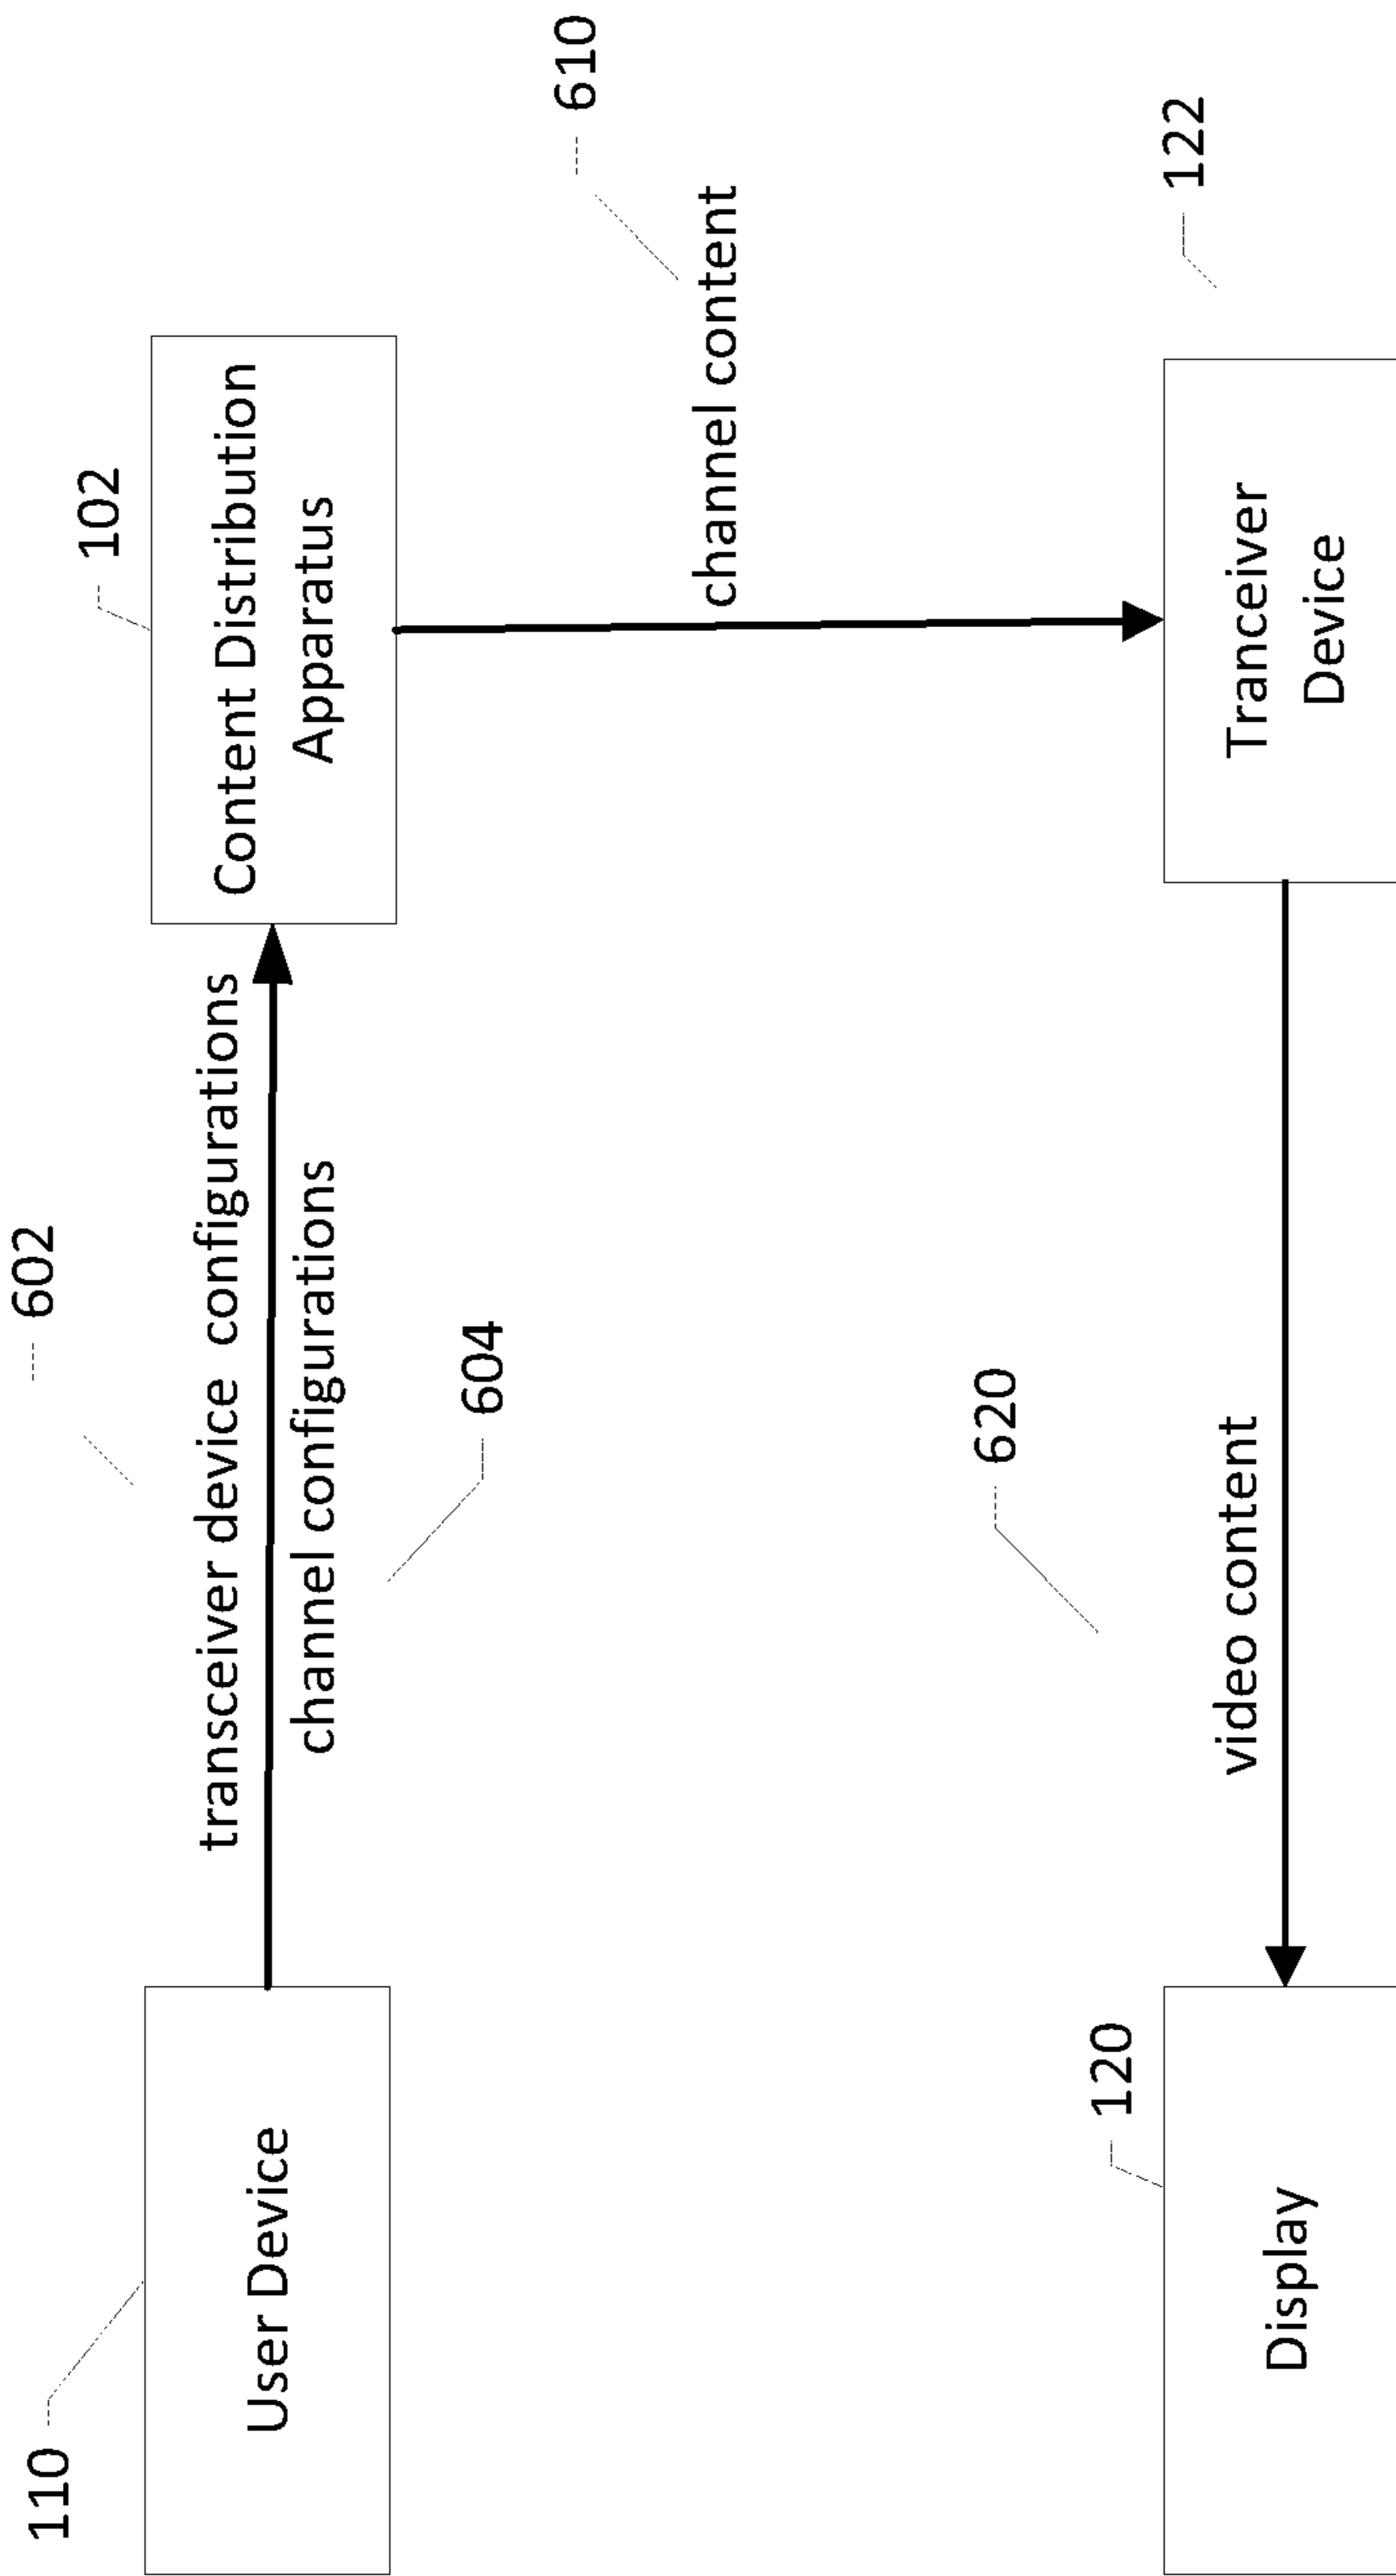 602
110
102
transceiver device  configurations
User Device
Content Distribution
Apparatus
channel configurations
604
610
channel content
620
120
122
video content
Display
Tranceiver
Device